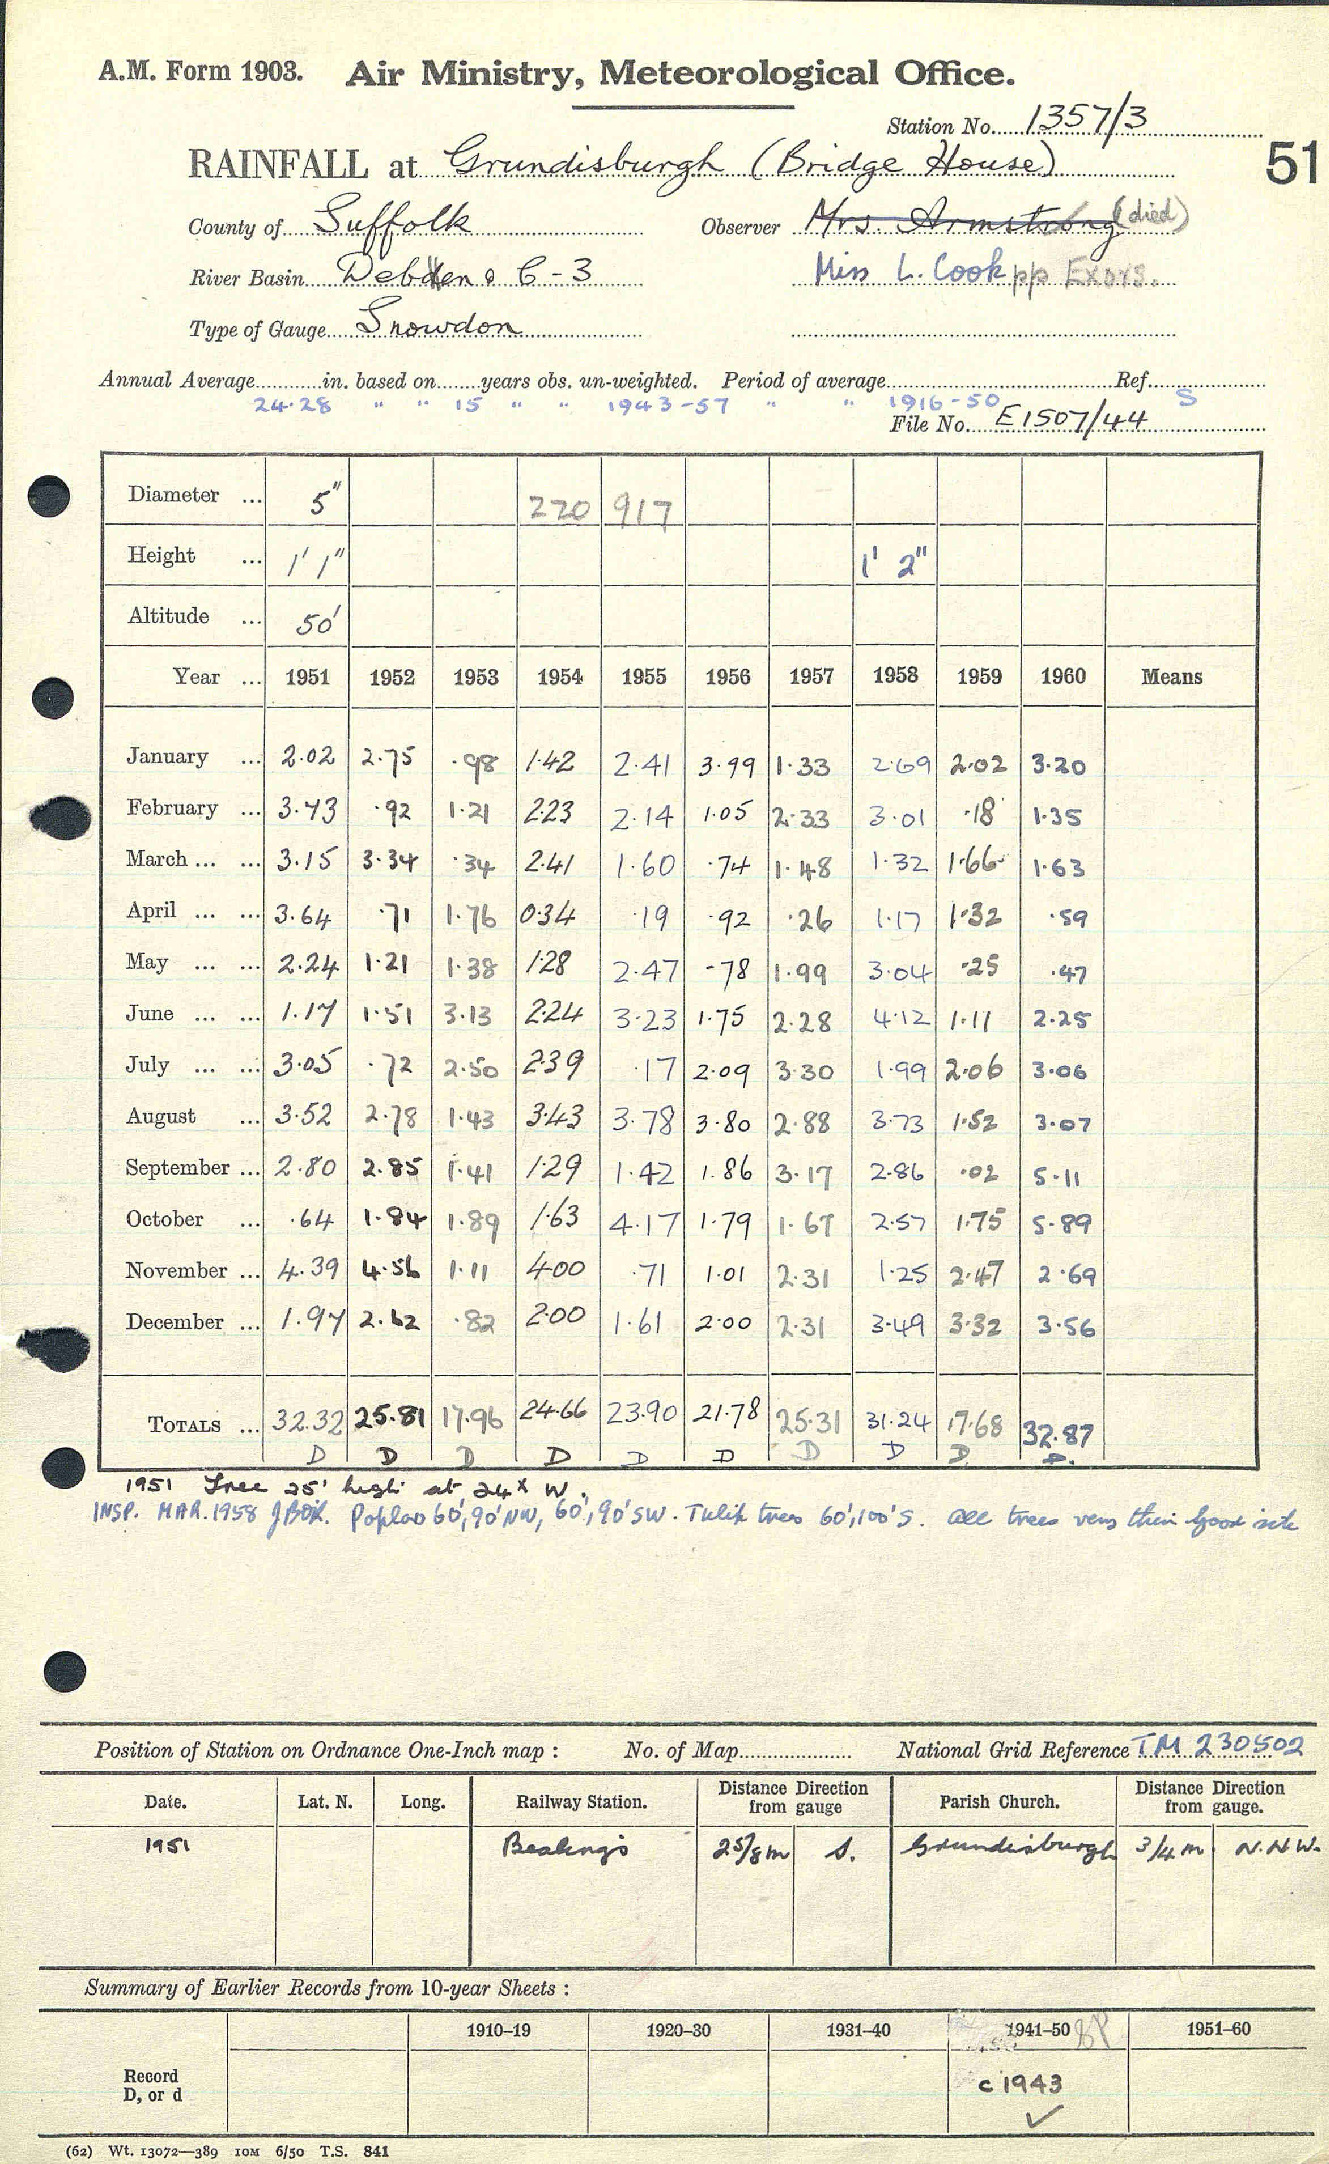 A.M. Form 1903. Air Ministry, Meteorological Office.
Station No. 1357/3
51
RAINFALL at Grundisburgh (Bridge House)
County of Suffolk Observer Mrs. Armstrong (died)
River Basin Miss L. Cook pp Exors.
Type of Gauge Snowdon
Annual Average in. based on years obs. un-weighted. Period of average Ref.
24.28 " " 15 " " 1943-57 " " 1916-50 S
File No. E1507/44
Diameter ... 5" 220 917
Height ... 1' 1" 1' 2"
Altitude ... 50'
Year ... 1951 1952 1953 1954 1955 1956 1957 1958 1959 1960 Means
January ... 2.02 2.75 .98 1.42 2.41 3.99 1.33 2.69 2.02 3.20
February ... 3.73 .92 1.21 2.23 2.14 1.05 2.33 3.01 .18 1.35
March ... ... 3.15 3.34 .34 2.41 1.60 .74 1.48 1.32 1.66 1.63
April ... ... 3.64 .71 1.76 0.34 .19 .92 .26 1.17 1.32 .59
May ... ... 2.24 1.21 1.38 1.28 2.47 .78 1.99 3.04 .25 .47
June ... ... 1.17 1.51 3.13 2.24 3.23 1.75 2.28 4.12 1.11 2.25
July ... ... 3.05 .72 2.50 2.39 .17 2.09 3.30 1.99 2.06 3.06
August ... 3.52 2.78 1.43 3.43 3.78 3.80 2.88 3.73 1.52 3.07
September ... 2.80 2.85 1.41 1.29 1.42 1.86 3.17 2.86 .02 5.11
October ... .64 1.84 1.89 1.63 4.17 1.79 1.67 2.57 1.75 5.89
November ... 4.39 4.56 1.11 4.00 .71 1.01 2.31 1.25 2.47 2.69
December ... 1.97 2.62 .82 2.00 1.61 2.00 2.31 3.49 3.32 3.56
TOTALS ... 32.32 25.81 17.96 24.66 23.90 21.78 25.31 31.24 17.68 32.87
D D D D D D D D D D.
1951 Tree 25' high at 24x W.
INSP. MAR. 1958 Poplar 60', 90' NW, 60', 90' SW. Tulip trees 60', 100' S. All trees very thin Good site
Position of Station on Ordnance One-Inch map : No. of Map National Grid Reference TM 230502
Date. Lat. N. Long. Railway Station. Distance Direction from gauge Parish Church. Distance Direction from gauge.
1951 Bealings 2 5/8 m S. Grundisburgh 3/4 m N.N.W.
Summary of Earlier Records from 10-year Sheets :
1910–19 1920–30 1931–40 1941–50 1951–60
Record D, or d c 1943 ✓
(62) Wt. 13072—389 10M 6/50 T.S. 841